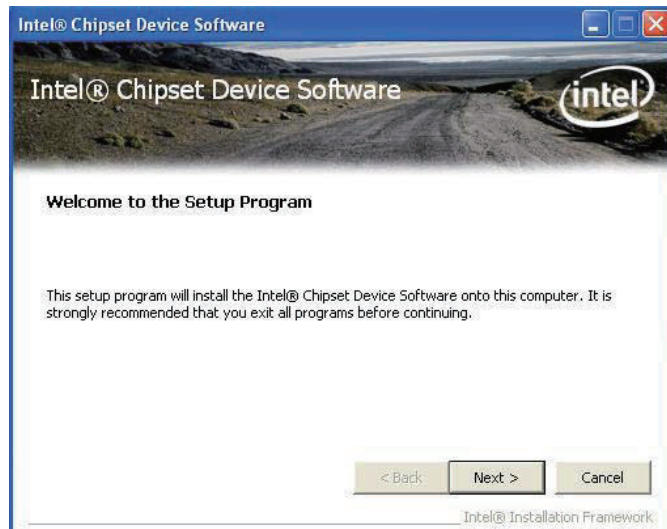 Intel® Chipset Device Software
Intel® Chipset Device Software
intel
Welcome to the Setup Program
This setup program will install the Intel® Chipset Device Software onto this computer. It is
strongly recommended that you exit all programs before continuing.
< Back Next > Cancel
Intel® Installation Framework